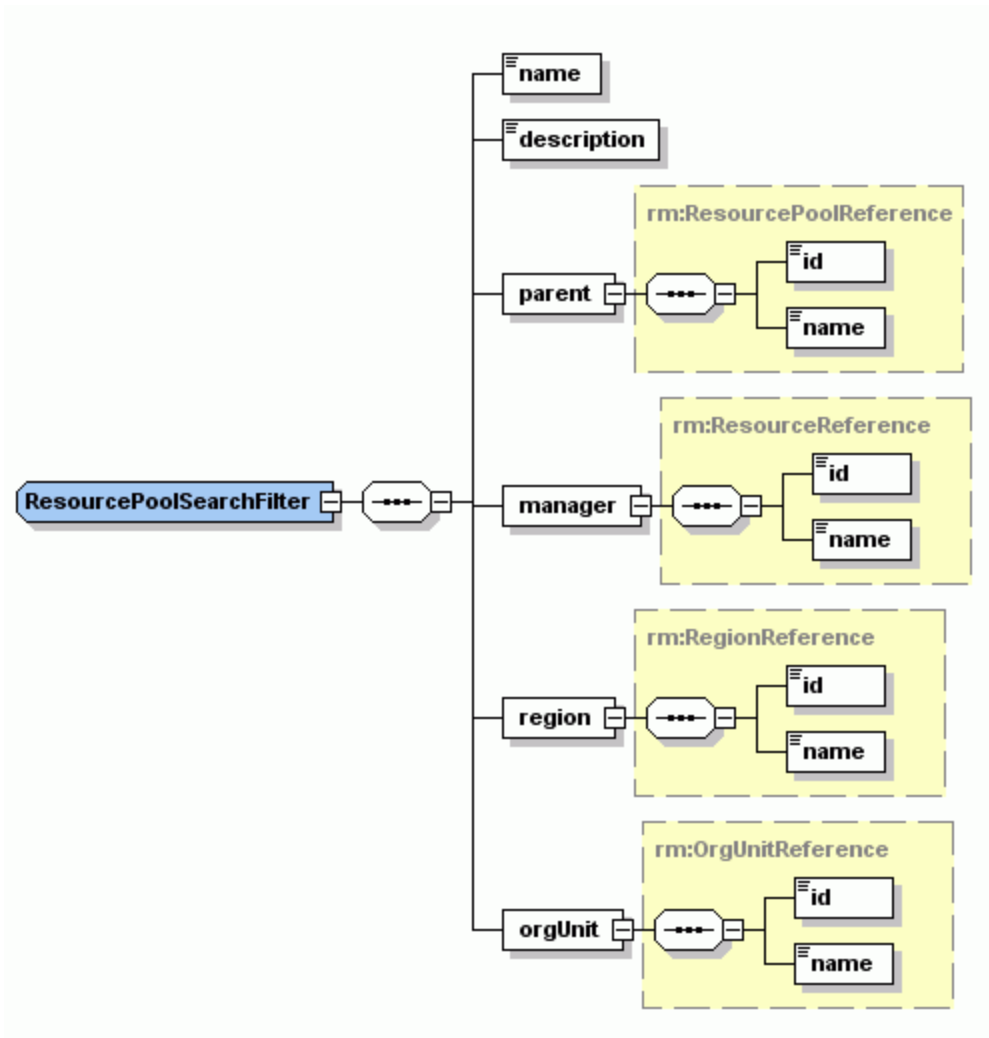 name
description
rm:ResourcePoolReference
id
parent
name
rm:ResourceReference
id
ResourcePoolSearchFilter
manager
name
rm:RegionReference
id
region
name
rm:OrgUnitReference
id
orgUnit
name